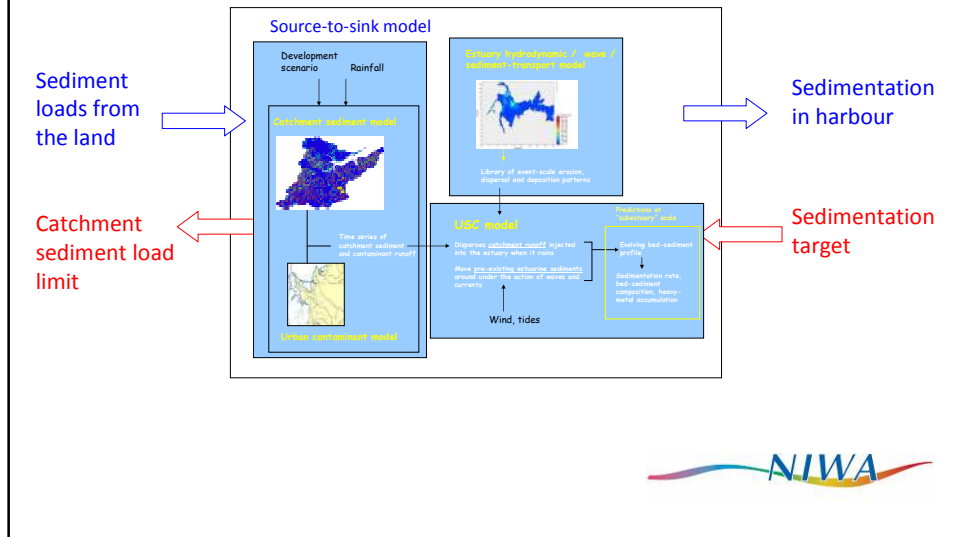 Source-to-sink model
Sediment
loads from
the land
Catchment
sediment load
limit
Development
scenario
Rainfall
Catchment sediment model
Time series of
catchment sediment
and contaminant runoff
Urban contaminant model
Estuary hydrodynamic / wave /
sediment-transport model
+
Library of event-scale erosion,
dispersal and deposition patterns
USC model
Disperses catchment runoff injected
into the estuary when it rains
Move pre-existing estuarine sediments
around under the action of waves and
currents
Wind, tides
Predictions at
"subestuary" scale
Evolving bed-sediment
profile
Sedimentation rate,
bed-sediment
composition, heavy-
metal accumulation
Sedimentation
in harbour
Sedimentation
target
NIWA